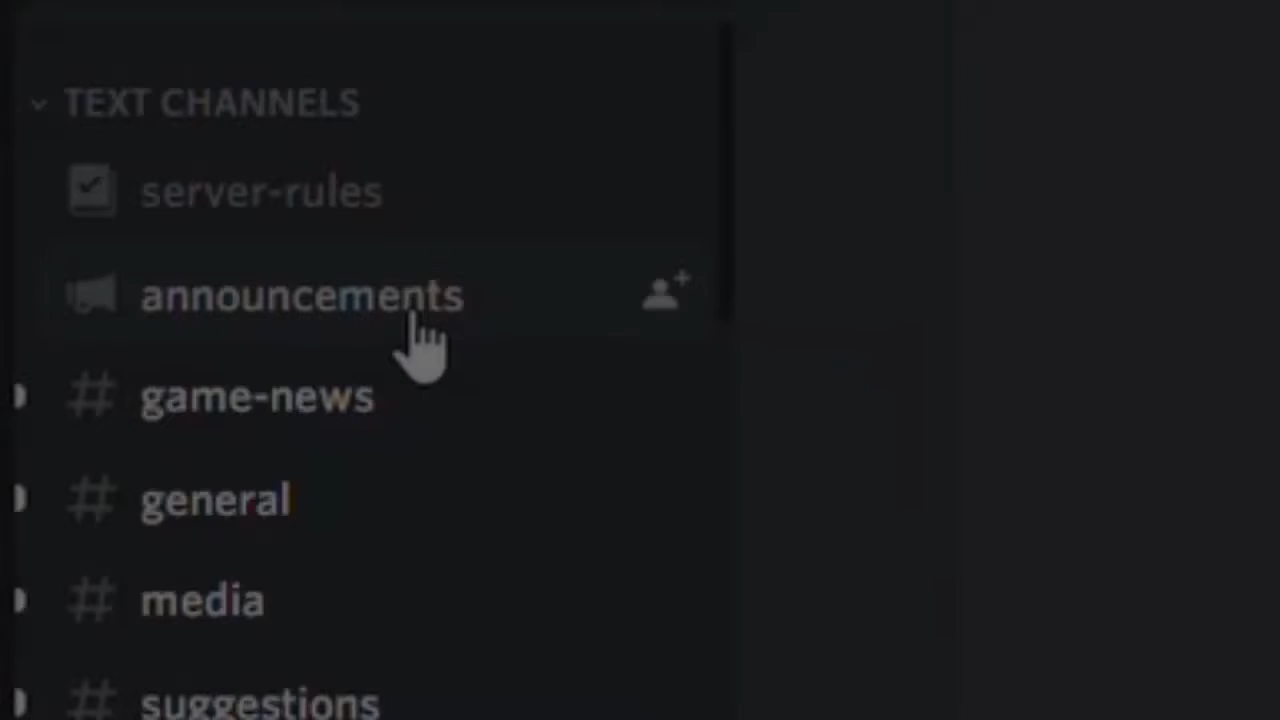 TEXT CHANNELS
server-rules
announcements
# game-news
# general
# media
# suggestions